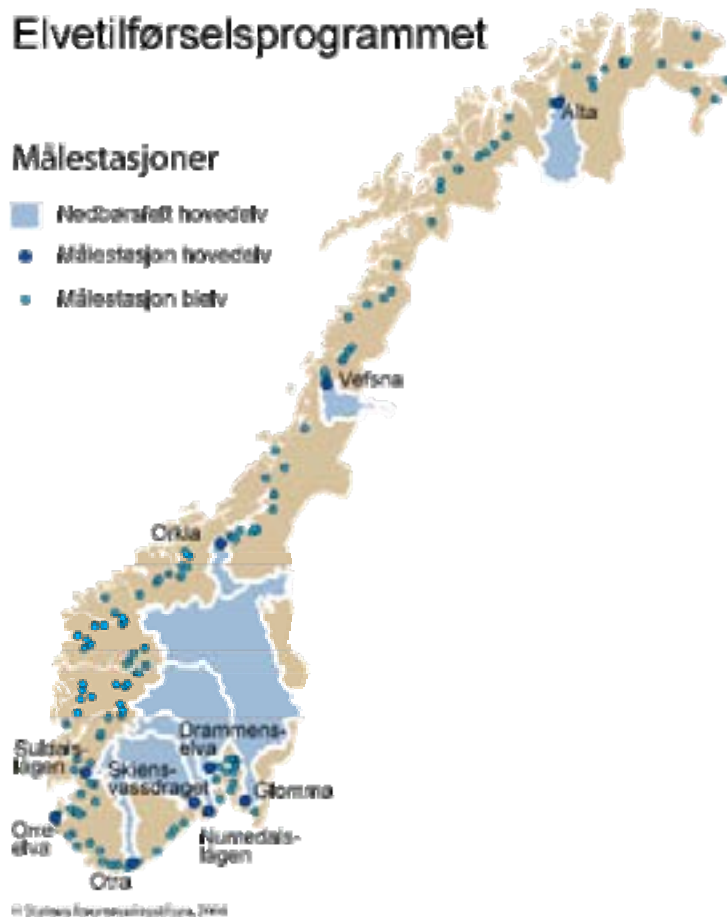 Elvetilførselsprogrammet
Målestasjoner
Nedbørsfelt hovedelv
Målestasjon hovedelv
Målestasjon bielv
Alta
Vefsna
Orkla
Drammens-
elva
Suldals-
lågen
Skiens-
vassdraget
Glomma
Orre-
elva
Numedals-
lågen
Otra